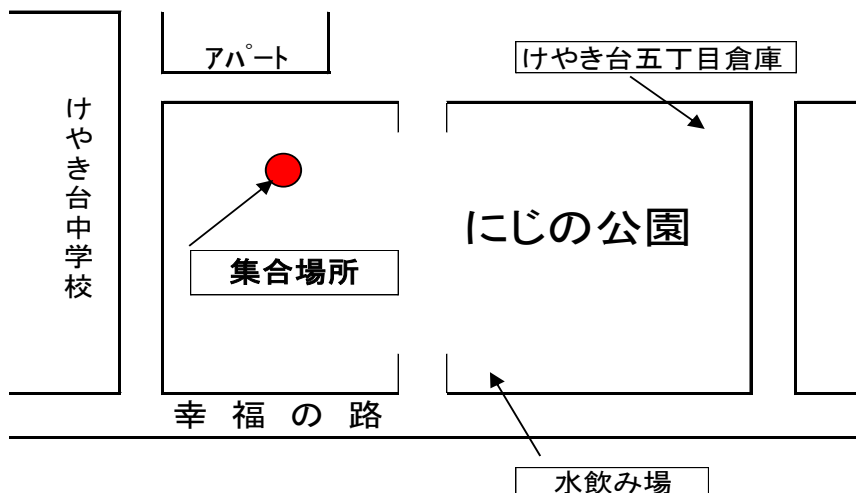 アパート
けやき台五丁目倉庫
けやき台中学校
にじの公園
集合場所
幸福の路
水飲み場